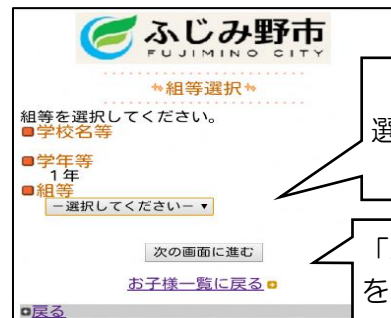 ふじみ野市
FUJIMINO CITY
組等選択
組等を選択してください。
学校名等
学年等
1年
組等
－選択してください－ ▼
選
次の画面に進む
「
を
お子様一覧に戻る
戻る